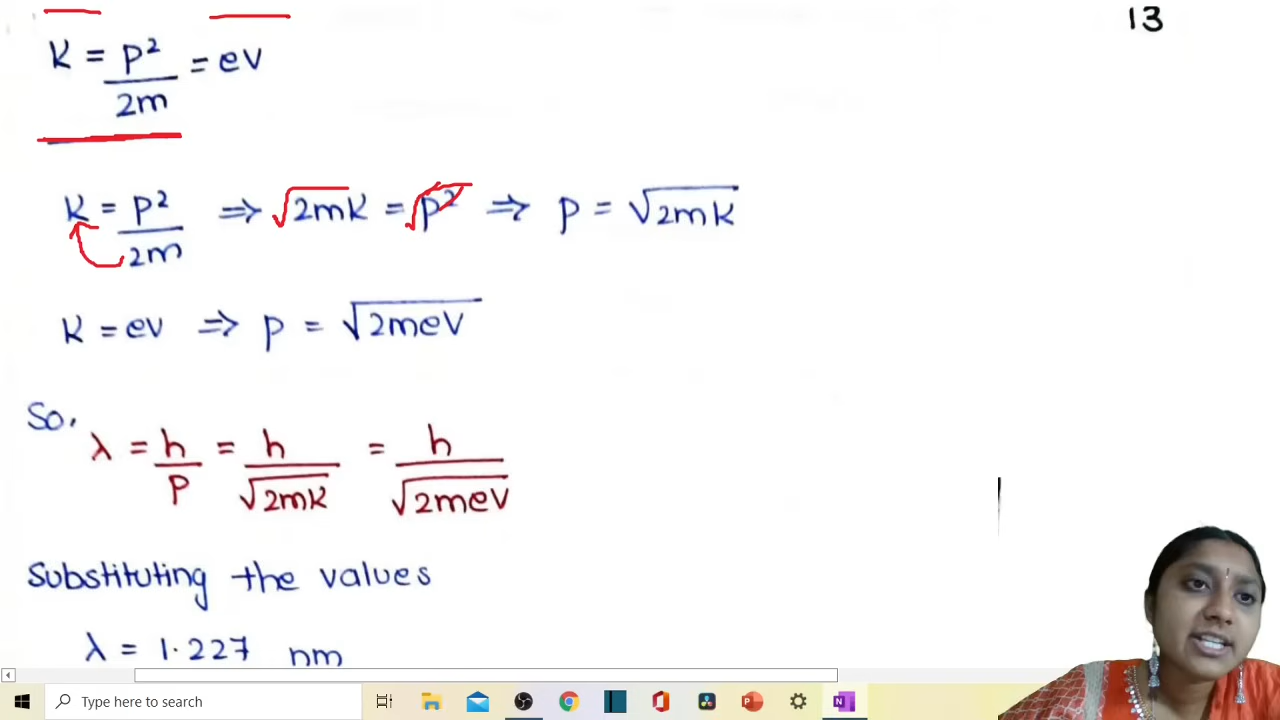 13
K = p²/2m = eV
K = p²/2m ⇒ √2mK = √p² ⇒ p = √2mK
K = eV ⇒ p = √2meV
So,
λ = h/p = h/√2mK = h/√2meV
Substituting the values
λ = 1.227 nm
Type here to search